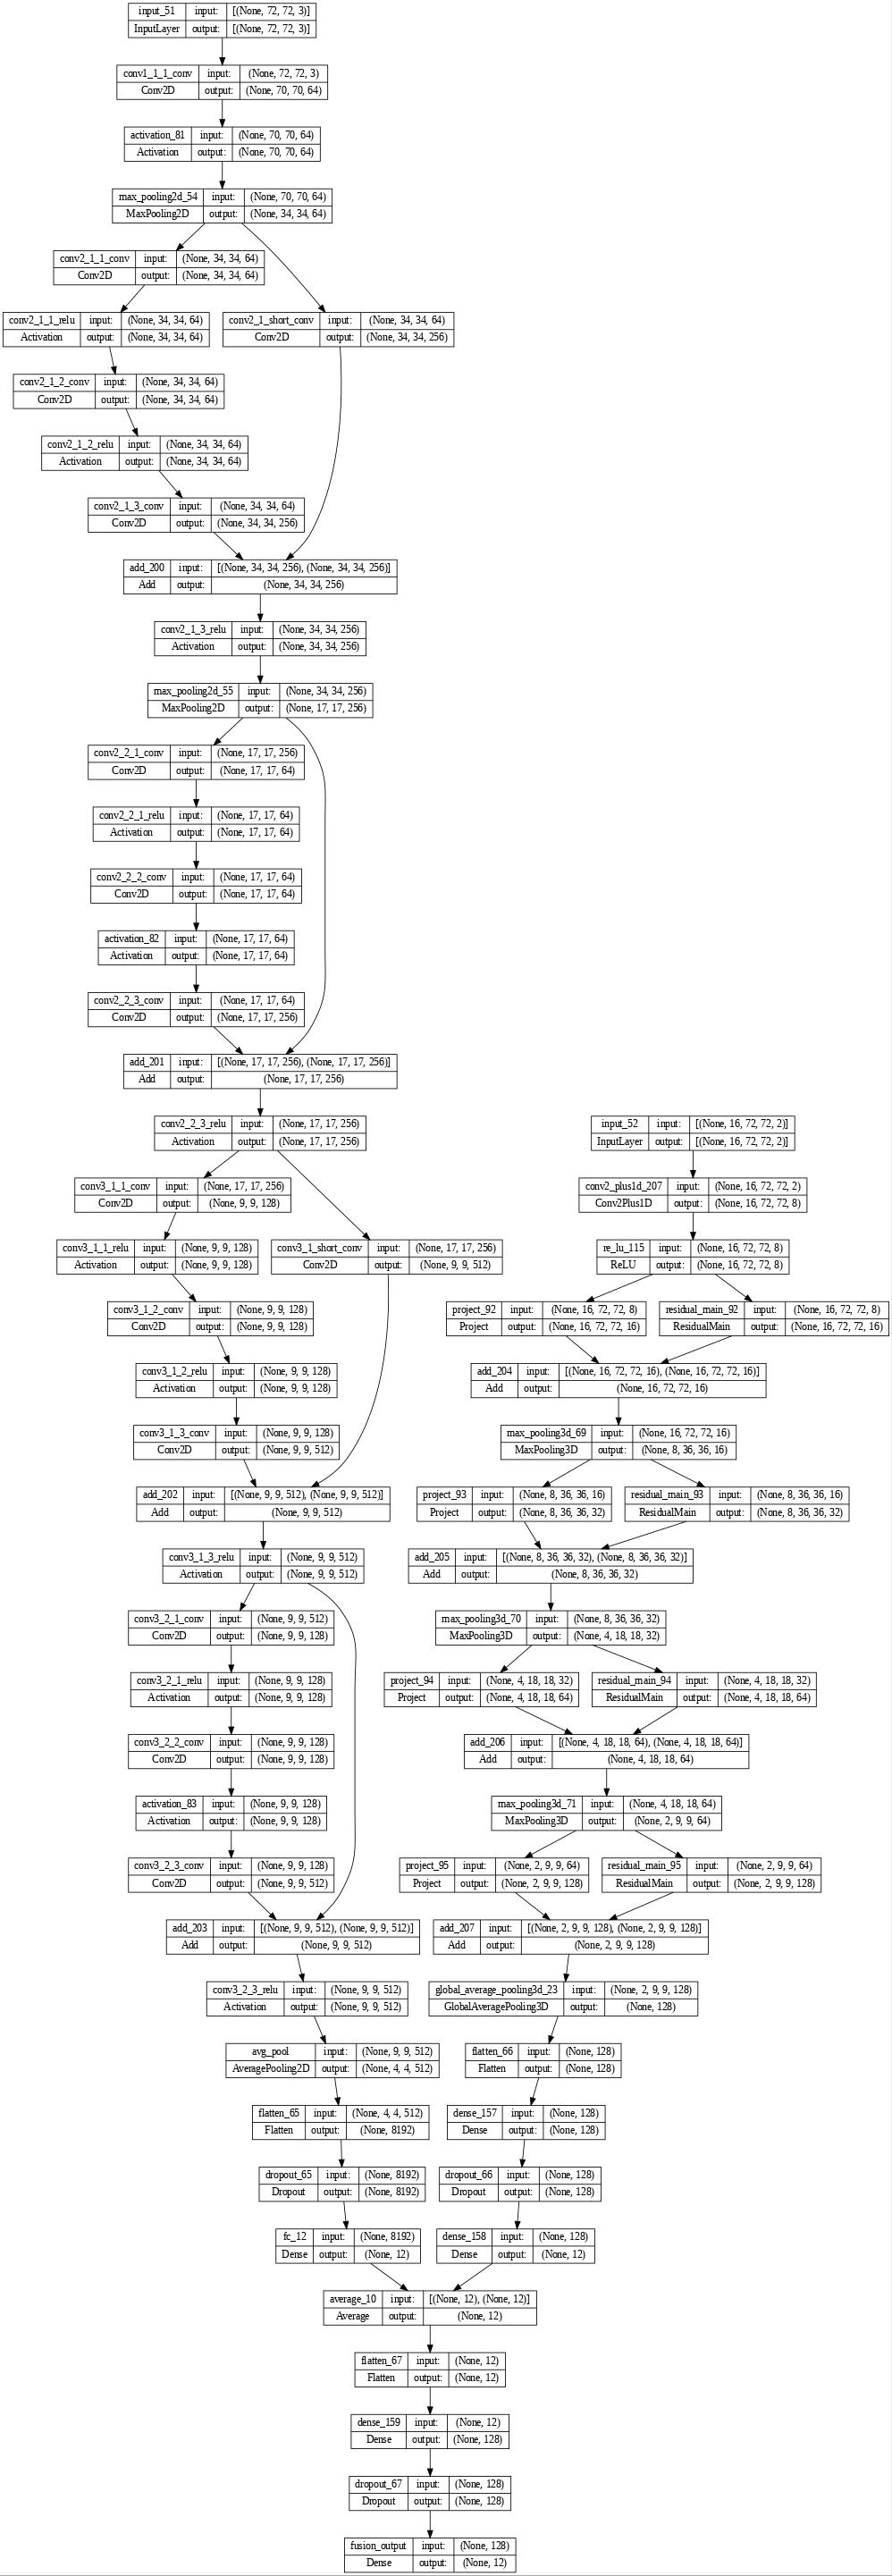 input_51 input: [(None, 72, 72, 3)]
InputLayer output: [(None, 72, 72, 3)]
conv1_1_1_conv input: (None, 72, 72, 3)
Conv2D output: (None, 70, 70, 64)
activation_81 input: (None, 70, 70, 64)
Activation output: (None, 70, 70, 64)
max_pooling2d_54 input: (None, 70, 70, 64)
MaxPooling2D output: (None, 34, 34, 64)
conv2_1_1_conv input: (None, 34, 34, 64)
Conv2D output: (None, 34, 34, 64)
conv2_1_1_relu input: (None, 34, 34, 64)
Activation output: (None, 34, 34, 64)
conv2_1_short_conv input: (None, 34, 34, 64)
Conv2D output: (None, 34, 34, 256)
conv2_1_2_conv input: (None, 34, 34, 64)
Conv2D output: (None, 34, 34, 64)
conv2_1_2_relu input: (None, 34, 34, 64)
Activation output: (None, 34, 34, 64)
conv2_1_3_conv input: (None, 34, 34, 64)
Conv2D output: (None, 34, 34, 256)
add_200 input: [(None, 34, 34, 256), (None, 34, 34, 256)]
Add output: (None, 34, 34, 256)
conv2_1_3_relu input: (None, 34, 34, 256)
Activation output: (None, 34, 34, 256)
max_pooling2d_55 input: (None, 34, 34, 256)
MaxPooling2D output: (None, 17, 17, 256)
conv2_2_1_conv input: (None, 17, 17, 256)
Conv2D output: (None, 17, 17, 64)
conv2_2_1_relu input: (None, 17, 17, 64)
Activation output: (None, 17, 17, 64)
conv2_2_2_conv input: (None, 17, 17, 64)
Conv2D output: (None, 17, 17, 64)
activation_82 input: (None, 17, 17, 64)
Activation output: (None, 17, 17, 64)
conv2_2_3_conv input: (None, 17, 17, 64)
Conv2D output: (None, 17, 17, 256)
add_201 input: [(None, 17, 17, 256), (None, 17, 17, 256)]
Add output: (None, 17, 17, 256)
conv2_2_3_relu input: (None, 17, 17, 256)
Activation output: (None, 17, 17, 256)
conv3_1_1_conv input: (None, 17, 17, 256)
Conv2D output: (None, 9, 9, 128)
conv3_1_1_relu input: (None, 9, 9, 128)
Activation output: (None, 9, 9, 128)
conv3_1_short_conv input: (None, 17, 17, 256)
Conv2D output: (None, 9, 9, 512)
conv3_1_2_conv input: (None, 9, 9, 128)
Conv2D output: (None, 9, 9, 128)
conv3_1_2_relu input: (None, 9, 9, 128)
Activation output: (None, 9, 9, 128)
conv3_1_3_conv input: (None, 9, 9, 128)
Conv2D output: (None, 9, 9, 512)
add_202 input: [(None, 9, 9, 512), (None, 9, 9, 512)]
Add output: (None, 9, 9, 512)
conv3_1_3_relu input: (None, 9, 9, 512)
Activation output: (None, 9, 9, 512)
conv3_2_1_conv input: (None, 9, 9, 512)
Conv2D output: (None, 9, 9, 128)
conv3_2_1_relu input: (None, 9, 9, 128)
Activation output: (None, 9, 9, 128)
conv3_2_2_conv input: (None, 9, 9, 128)
Conv2D output: (None, 9, 9, 128)
activation_83 input: (None, 9, 9, 128)
Activation output: (None, 9, 9, 128)
conv3_2_3_conv input: (None, 9, 9, 128)
Conv2D output: (None, 9, 9, 512)
add_203 input: [(None, 9, 9, 512), (None, 9, 9, 512)]
Add output: (None, 9, 9, 512)
conv3_2_3_relu input: (None, 9, 9, 512)
Activation output: (None, 9, 9, 512)
avg_pool input: (None, 9, 9, 512)
AveragePooling2D output: (None, 4, 4, 512)
flatten_65 input: (None, 4, 4, 512)
Flatten output: (None, 8192)
dropout_65 input: (None, 8192)
Dropout output: (None, 8192)
fc_12 input: (None, 8192)
Dense output: (None, 12)
input_52 input: [(None, 16, 72, 72, 2)]
InputLayer output: [(None, 16, 72, 72, 2)]
conv2_plus1d_207 input: (None, 16, 72, 72, 2)
Conv2Plus1D output: (None, 16, 72, 72, 8)
re_lu_115 input: (None, 16, 72, 72, 8)
ReLU output: (None, 16, 72, 72, 8)
project_92 input: (None, 16, 72, 72, 8)
Project output: (None, 16, 72, 72, 16)
residual_main_92 input: (None, 16, 72, 72, 8)
ResidualMain output: (None, 16, 72, 72, 16)
add_204 input: [(None, 16, 72, 72, 16), (None, 16, 72, 72, 16)]
Add output: (None, 16, 72, 72, 16)
max_pooling3d_69 input: (None, 16, 72, 72, 16)
MaxPooling3D output: (None, 8, 36, 36, 16)
project_93 input: (None, 8, 36, 36, 16)
Project output: (None, 8, 36, 36, 32)
residual_main_93 input: (None, 8, 36, 36, 16)
ResidualMain output: (None, 8, 36, 36, 32)
add_205 input: [(None, 8, 36, 36, 32), (None, 8, 36, 36, 32)]
Add output: (None, 8, 36, 36, 32)
max_pooling3d_70 input: (None, 8, 36, 36, 32)
MaxPooling3D output: (None, 4, 18, 18, 32)
project_94 input: (None, 4, 18, 18, 32)
Project output: (None, 4, 18, 18, 64)
residual_main_94 input: (None, 4, 18, 18, 32)
ResidualMain output: (None, 4, 18, 18, 64)
add_206 input: [(None, 4, 18, 18, 64), (None, 4, 18, 18, 64)]
Add output: (None, 4, 18, 18, 64)
max_pooling3d_71 input: (None, 4, 18, 18, 64)
MaxPooling3D output: (None, 2, 9, 9, 64)
project_95 input: (None, 2, 9, 9, 64)
Project output: (None, 2, 9, 9, 128)
residual_main_95 input: (None, 2, 9, 9, 64)
ResidualMain output: (None, 2, 9, 9, 128)
add_207 input: [(None, 2, 9, 9, 128), (None, 2, 9, 9, 128)]
Add output: (None, 2, 9, 9, 128)
global_average_pooling3d_23 input: (None, 2, 9, 9, 128)
GlobalAveragePooling3D output: (None, 128)
flatten_66 input: (None, 128)
Flatten output: (None, 128)
dense_157 input: (None, 128)
Dense output: (None, 128)
dropout_66 input: (None, 128)
Dropout output: (None, 128)
dense_158 input: (None, 128)
Dense output: (None, 12)
average_10 input: [(None, 12), (None, 12)]
Average output: (None, 12)
flatten_67 input: (None, 12)
Flatten output: (None, 12)
dense_159 input: (None, 12)
Dense output: (None, 128)
dropout_67 input: (None, 128)
Dropout output: (None, 128)
fusion_output input: (None, 128)
Dense output: (None, 12)